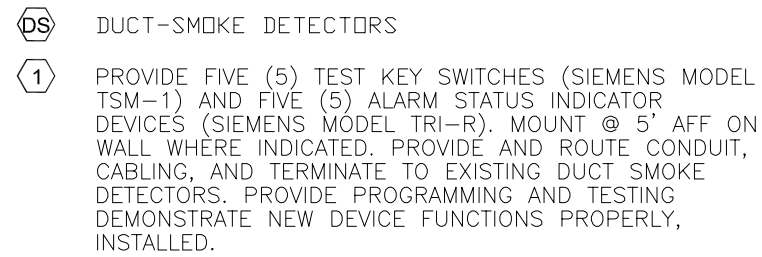 DS DUCT-SMOKE DETECTORS
1 PROVIDE FIVE (5) TEST KEY SWITCHES (SIEMENS MODEL
TSM-1) AND FIVE (5) ALARM STATUS INDICATOR
DEVICES (SIEMENS MODEL TRI-R). MOUNT @ 5' AFF ON
WALL WHERE INDICATED. PROVIDE AND ROUTE CONDUIT,
CABLING, AND TERMINATE TO EXISTING DUCT SMOKE
DETECTORS. PROVIDE PROGRAMMING AND TESTING
DEMONSTRATE NEW DEVICE FUNCTIONS PROPERLY,
INSTALLED.